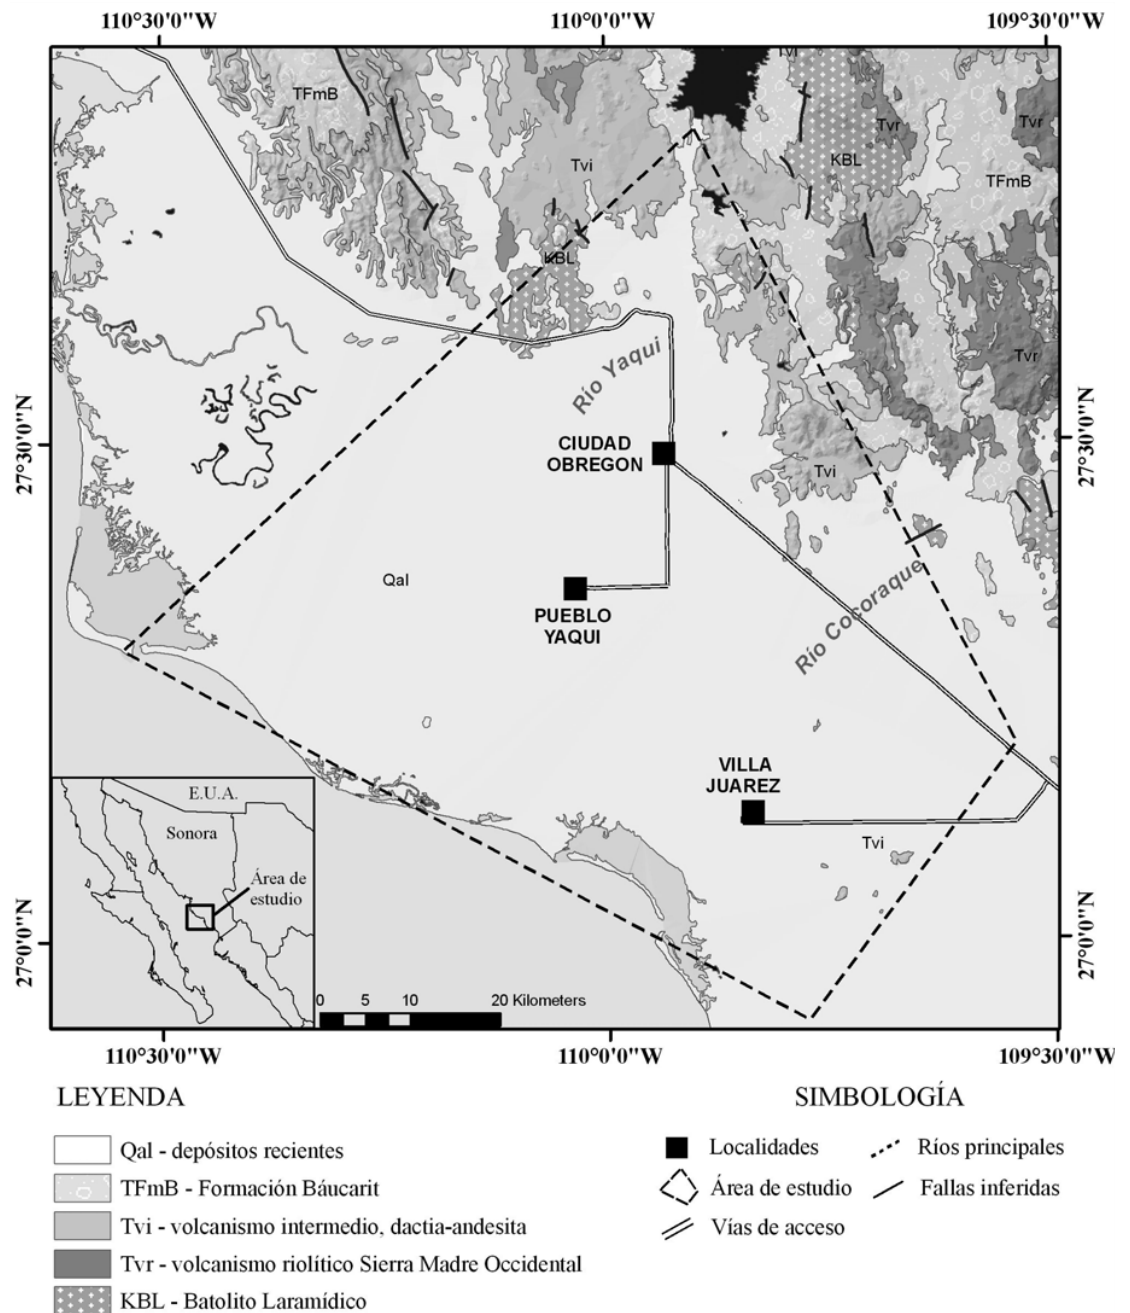 110°30'0"W
110°0'0"W
109°30'0"W
TFmB
Tvi
Tvr
Tvr
KBL
TFmB
Tvi
KBL
Tvr
Río Yaqui
27°30'0"N
CIUDAD
OBREGON
27°30'0"N
Tvi
Qal
PUEBLO
YAQUI
Río Cocoraque
VILLA
JUAREZ
Tvi
E.U.A.
Sonora
Área de
estudio
27°0'0"N
27°0'0"N
0 5 10 20 Kilometers
110°30'0"W
110°0'0"W
109°30'0"W
LEYENDA
Qal - depósitos recientes
TFmB - Formación Báucarit
Tvi - volcanismo intermedio, dactia-andesita
Tvr - volcanismo riolítico Sierra Madre Occidental
KBL - Batolito Laramídico
SIMBOLOGÍA
Localidades
Ríos principales
Área de estudio
Fallas inferidas
Vías de acceso